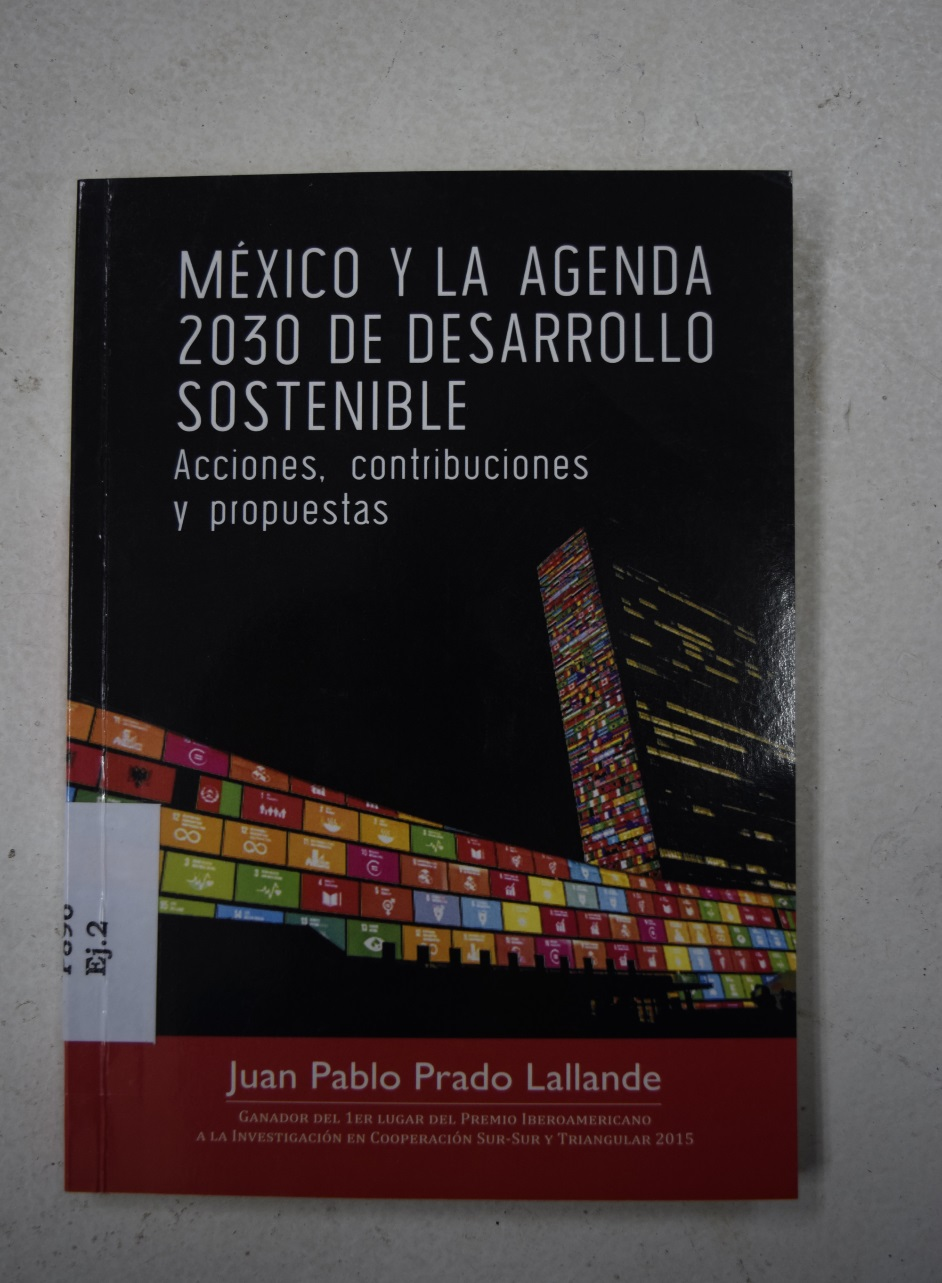 MÉXICO Y LA AGENDA
2030 DE DESARROLLO
SOSTENIBLE
Acciones, contribuciones
y propuestas
Ej.2
Juan Pablo Prado Lallande
GANADOR DEL 1ER LUGAR DEL PREMIO IBEROAMERICANO
A LA INVESTIGACIÓN EN COOPERACIÓN SUR-SUR Y TRIANGULAR 2015